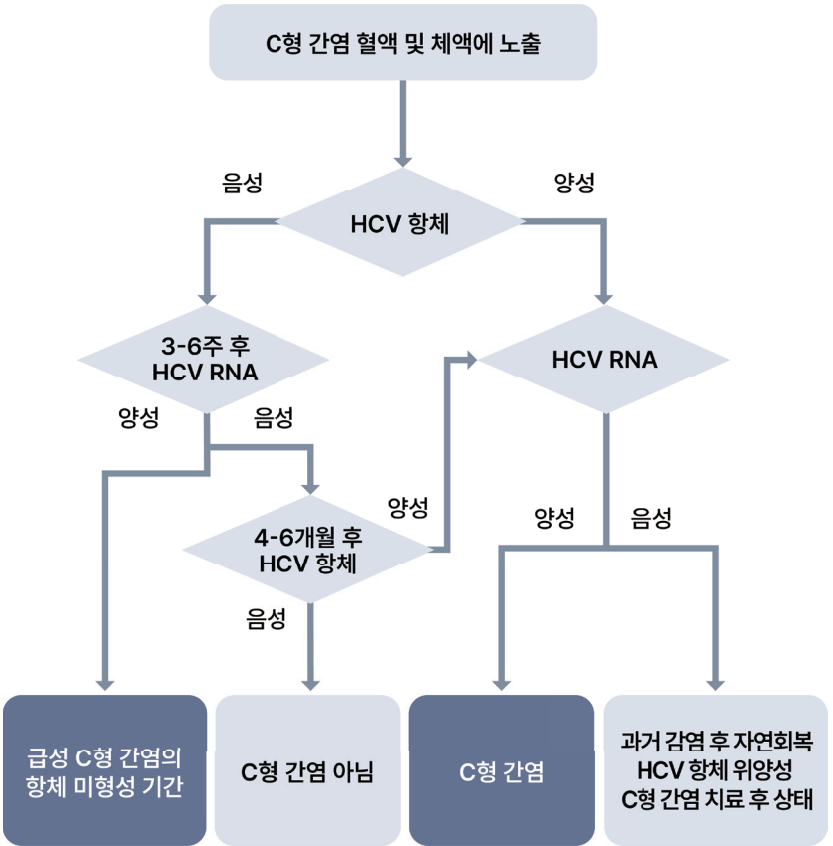 C형 간염 혈액 및 체액에 노출
음성
양성
HCV 항체
3-6주 후
HCV RNA
HCV RNA
양성
음성
4-6개월 후
HCV 항체
양성
음성
양성
음성
급성 C형 간염의
항체 미형성 기간
C형 간염 아님
C형 간염
과거 감염 후 자연회복
HCV 항체 위양성
C형 간염 치료 후 상태